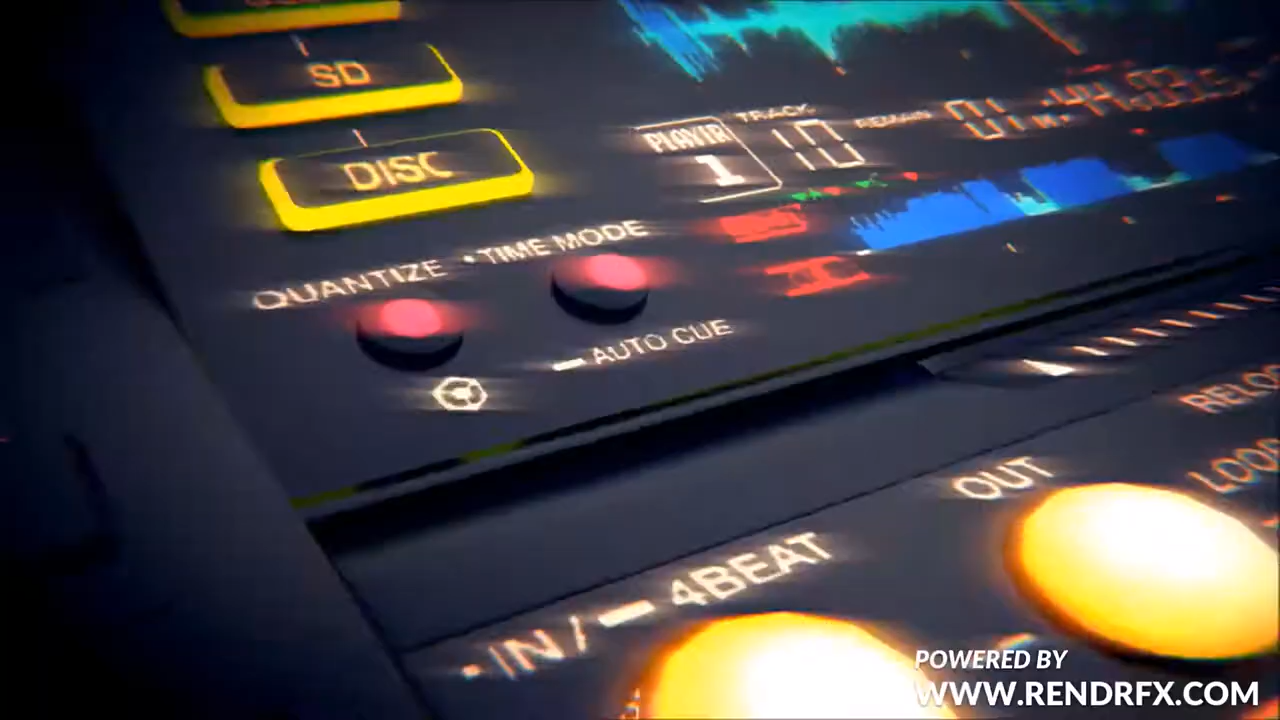 SD
DISC
PLAYER
1
TRACK
10
REMAIN
QUANTIZE
•TIME MODE
AUTO CUE
OUT
•IN/ 4BEAT
POWERED BY
WWW.RENDRFX.COM